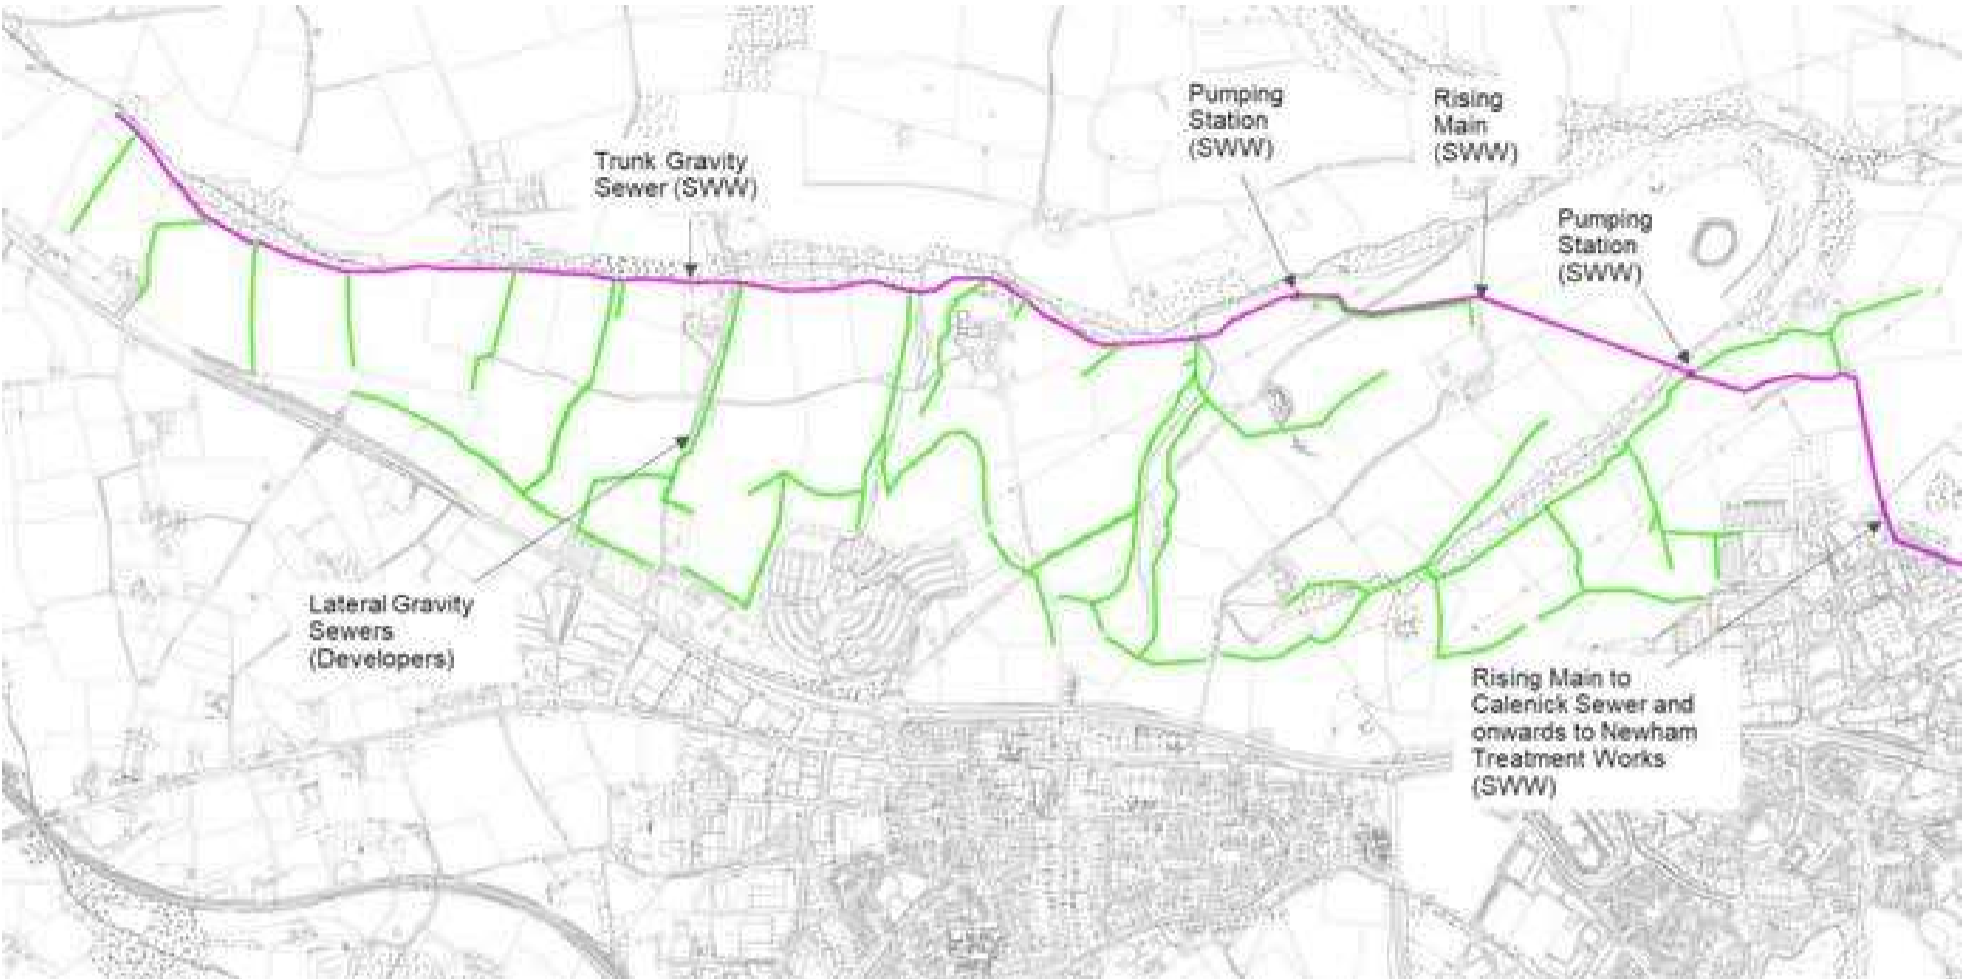 Pumping
Station
(SWW)
Rising
Main
(SWW)
Trunk Gravity
Sewer (SWW)
Pumping
Station
(SWW)
Lateral Gravity
Sewers
(Developers)
Rising Main to
Calenick Sewer and
onwards to Newham
Treatment Works
(SWW)